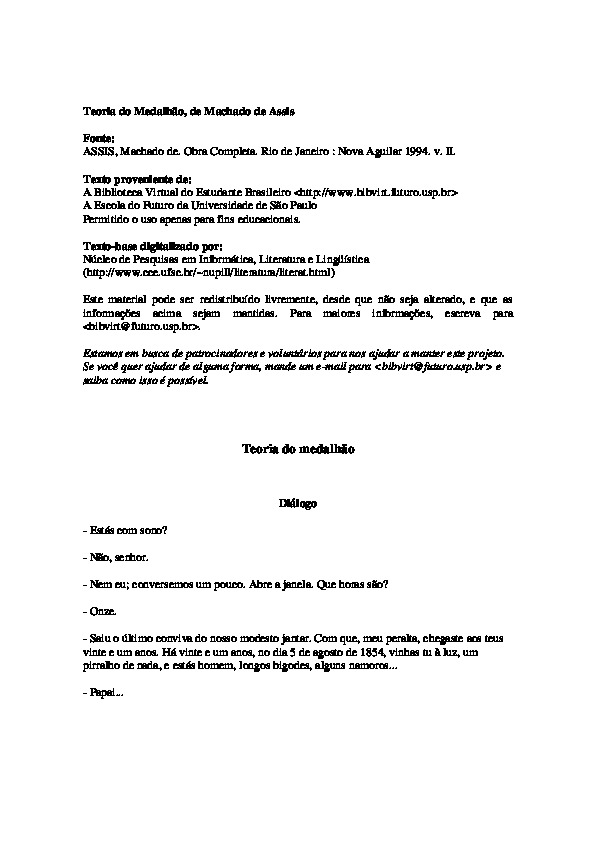 Teoria do Medalhão, de Machado de Assis
Fonte:
ASSIS, Machado de. Obra Completa. Rio de Janeiro : Nova Aguilar 1994. v. II.
Texto proveniente de:
A Biblioteca Virtual do Estudante Brasileiro <http://www.bibvirt.futuro.usp.br>
A Escola do Futuro da Universidade de São Paulo
Permitido o uso apenas para fins educacionais.
Texto-base digitalizado por:
Núcleo de Pesquisas em Informática, Literatura e Lingüística
(http://www.cce.ufsc.br/~nupill/literatura/literat.html)
Este material pode ser redistribuído livremente, desde que não seja alterado, e que as
informações acima sejam mantidas. Para maiores informações, escreva para
<bibvirt@futuro.usp.br>.
Estamos em busca de patrocinadores e voluntários para nos ajudar a manter este projeto.
Se você quer ajudar de alguma forma, mande um e-mail para <bibvirt@futuro.usp.br> e
saiba como isso é possível.
Teoria do medalhão
Diálogo
- Estás com sono?
- Não, senhor.
- Nem eu; conversemos um pouco. Abre a janela. Que horas são?
- Onze.
- Saiu o último conviva do nosso modesto jantar. Com que, meu peralta, chegaste aos teus
vinte e um anos. Há vinte e um anos, no dia 5 de agosto de 1854, vinhas tu à luz, um
pirralho de nada, e estás homem, longos bigodes, alguns namoros...
- Papai...